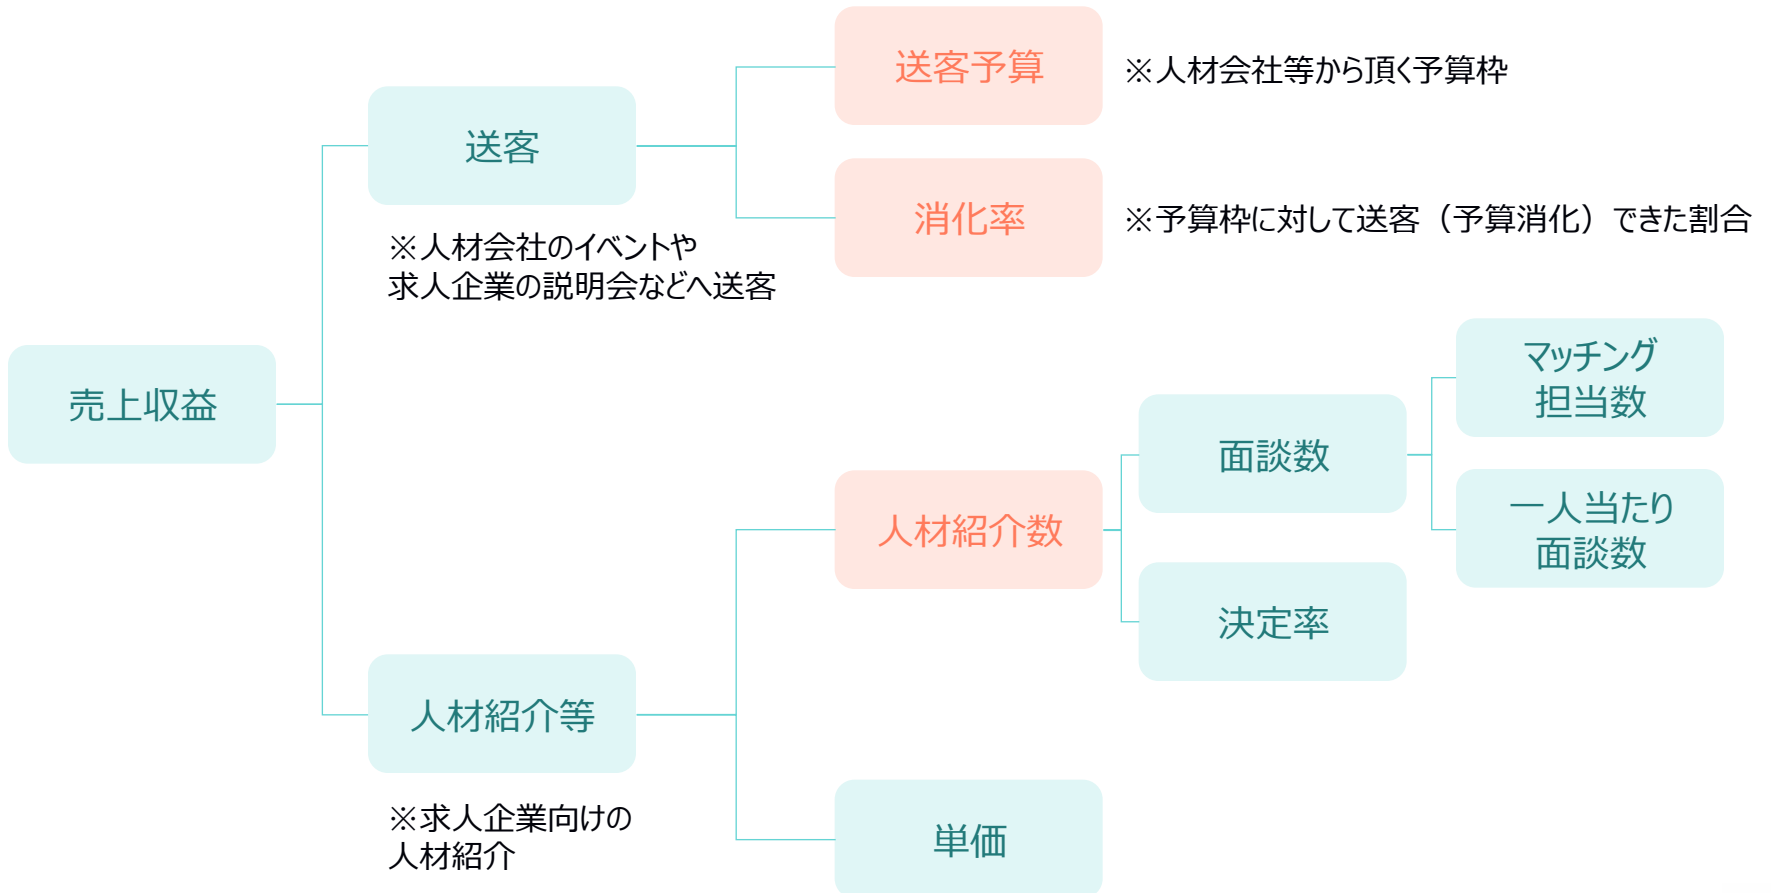 売上収益
送客
※人材会社のイベントや
求人企業の説明会などへ送客
送客予算
※人材会社等から頂く予算枠
消化率
※予算枠に対して送客（予算消化）できた割合
人材紹介等
※求人企業向けの
人材紹介
人材紹介数
面談数
マッチング
担当数
一人当たり
面談数
決定率
単価